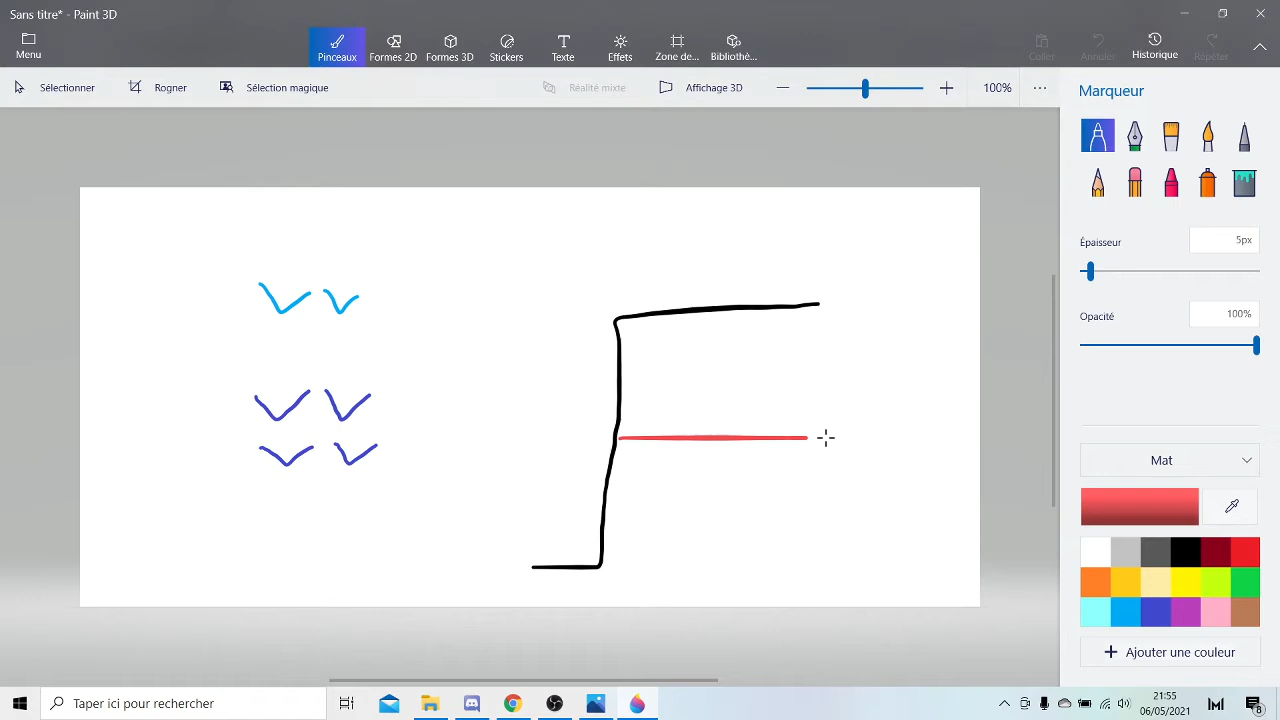 Sans titre* - Paint 3D
Menu
Pinceaux
Formes 2D
Formes 3D
Stickers
Texte
Effets
Zone de...
Bibliothè...
Coller
Annuler
Historique
Répéter
Sélectionner
Rogner
Sélection magique
Réalité mixte
Affichage 3D
100%
Marqueur
Épaisseur
5px
Opacité
100%
Mat
Ajouter une couleur
Taper ici pour rechercher
21:55
06/05/2021
8